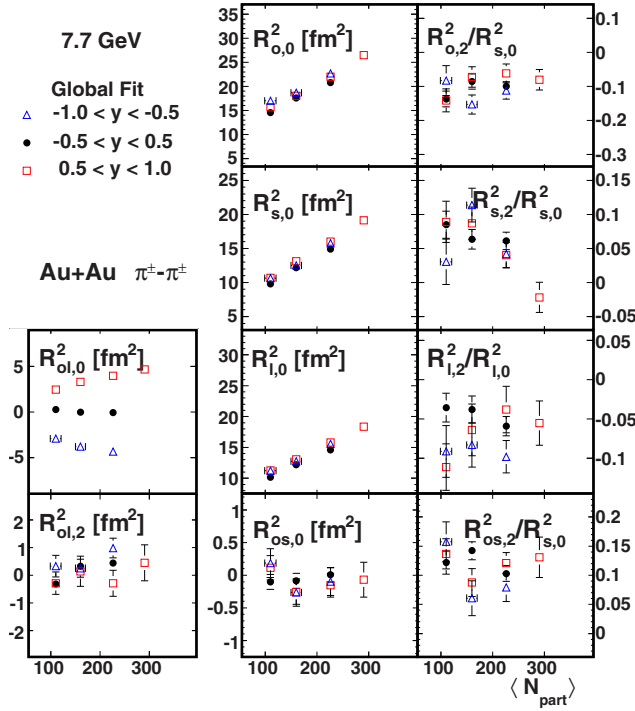 7.7 GeV
Global Fit
-1.0 < y < -0.5
-0.5 < y < 0.5
0.5 < y < 1.0
Au+Au π±-π±
R²o,0 [fm²]
35
30
25
20
15
10
5
R²o,2/R²s,0
0.1
0
-0.1
-0.2
-0.3
R²s,0 [fm²]
25
20
15
10
5
R²s,2/R²s,0
0.15
0.1
0.05
0
-0.05
R²ol,0 [fm²]
5
0
-5
R²l,0 [fm²]
30
25
20
15
10
R²l,2/R²l,0
0.05
0
-0.05
-0.1
R²ol,2 [fm²]
2
1
0
-1
-2
R²os,0 [fm²]
0.5
0
-0.5
-1
R²os,2/R²s,0
0.2
0.15
0.1
0.05
0
100 200 300
100 200 300
100 200 300
⟨ N part ⟩